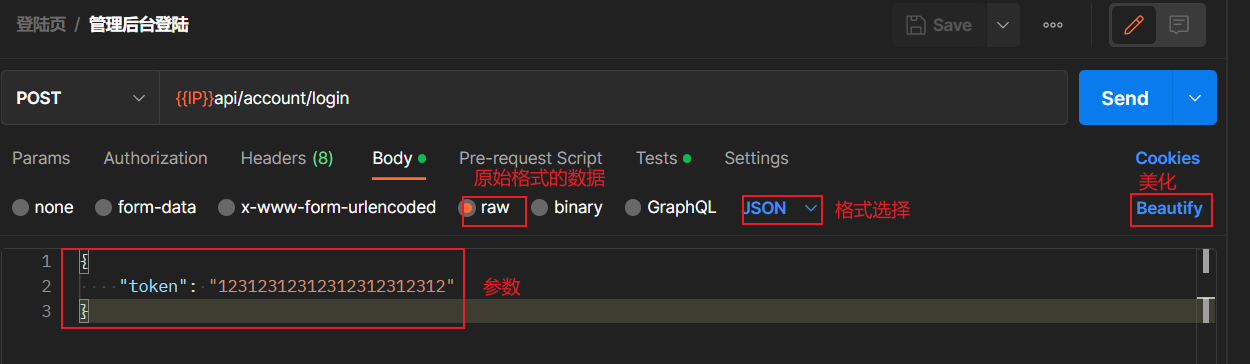 登陆页 / 管理后台登陆
Save
POST
{{IP}}api/account/login
Send
Params Authorization Headers (8) Body Pre-request Script Tests Settings Cookies
原始格式的数据
美化
none form-data x-www-form-urlencoded raw binary GraphQL JSON 格式选择 Beautify
1 {
2 "token": "12312312312312312312312" 参数
3 }